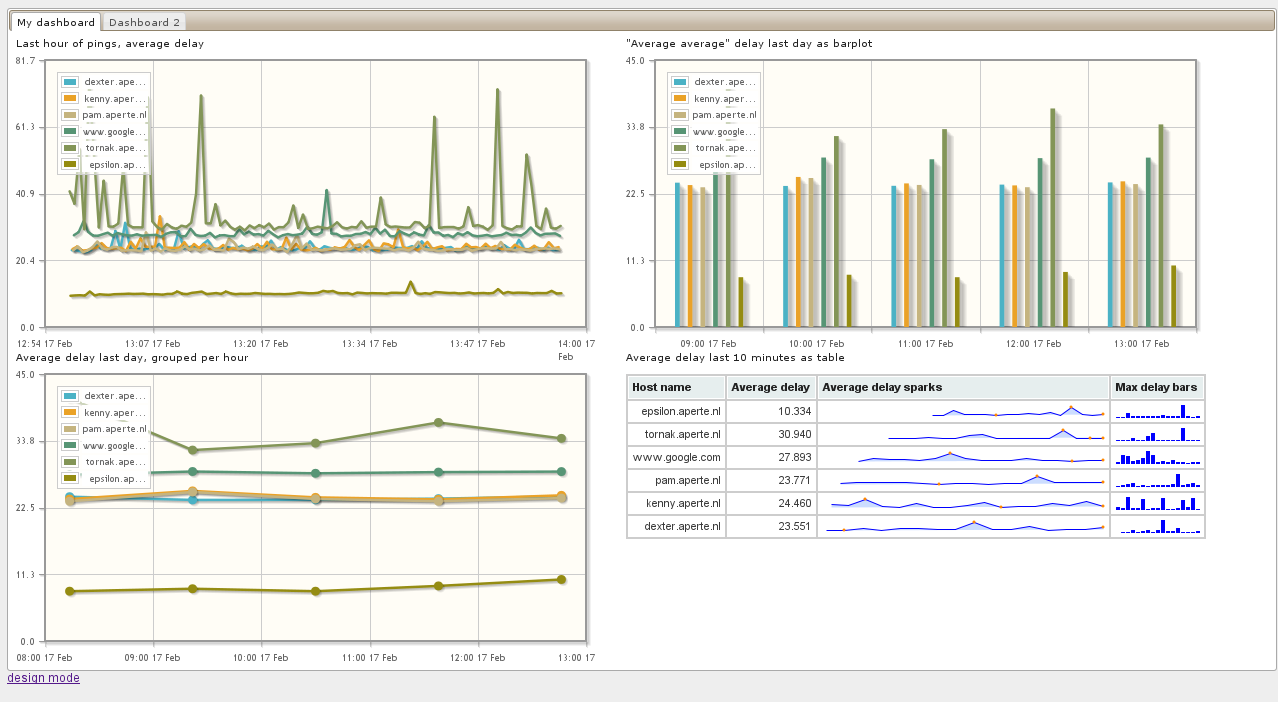 My dashboard Dashboard 2
Last hour of pings, average delay
81.7
61.3
40.9
20.4
0.0
dexter.ape...
kenny.aper...
pam.aperte.nl
www.google...
tornak.ape...
epsilon.ap...
12:54 17 Feb 13:07 17 Feb 13:20 17 Feb 13:34 17 Feb 13:47 17 Feb 14:00 17
Feb
"Average average" delay last day as barplot
45.0
33.8
22.5
11.3
0.0
dexter.ape...
kenny.aper...
pam.aperte.nl
www.google...
tornak.ape...
epsilon.ap...
09:00 17 Feb 10:00 17 Feb 11:00 17 Feb 12:00 17 Feb 13:00 17 Feb
Average delay last day, grouped per hour
45.0
33.8
22.5
11.3
0.0
dexter.ape...
kenny.aper...
pam.aperte.nl
www.google...
tornak.ape...
epsilon.ap...
08:00 17 Feb 09:00 17 Feb 10:00 17 Feb 11:00 17 Feb 12:00 17 Feb 13:00 17
Average delay last 10 minutes as table
Host name Average delay Average delay sparks Max delay bars
epsilon.aperte.nl 10.334
tornak.aperte.nl 30.940
www.google.com 27.893
pam.aperte.nl 23.771
kenny.aperte.nl 24.460
dexter.aperte.nl 23.551
design mode